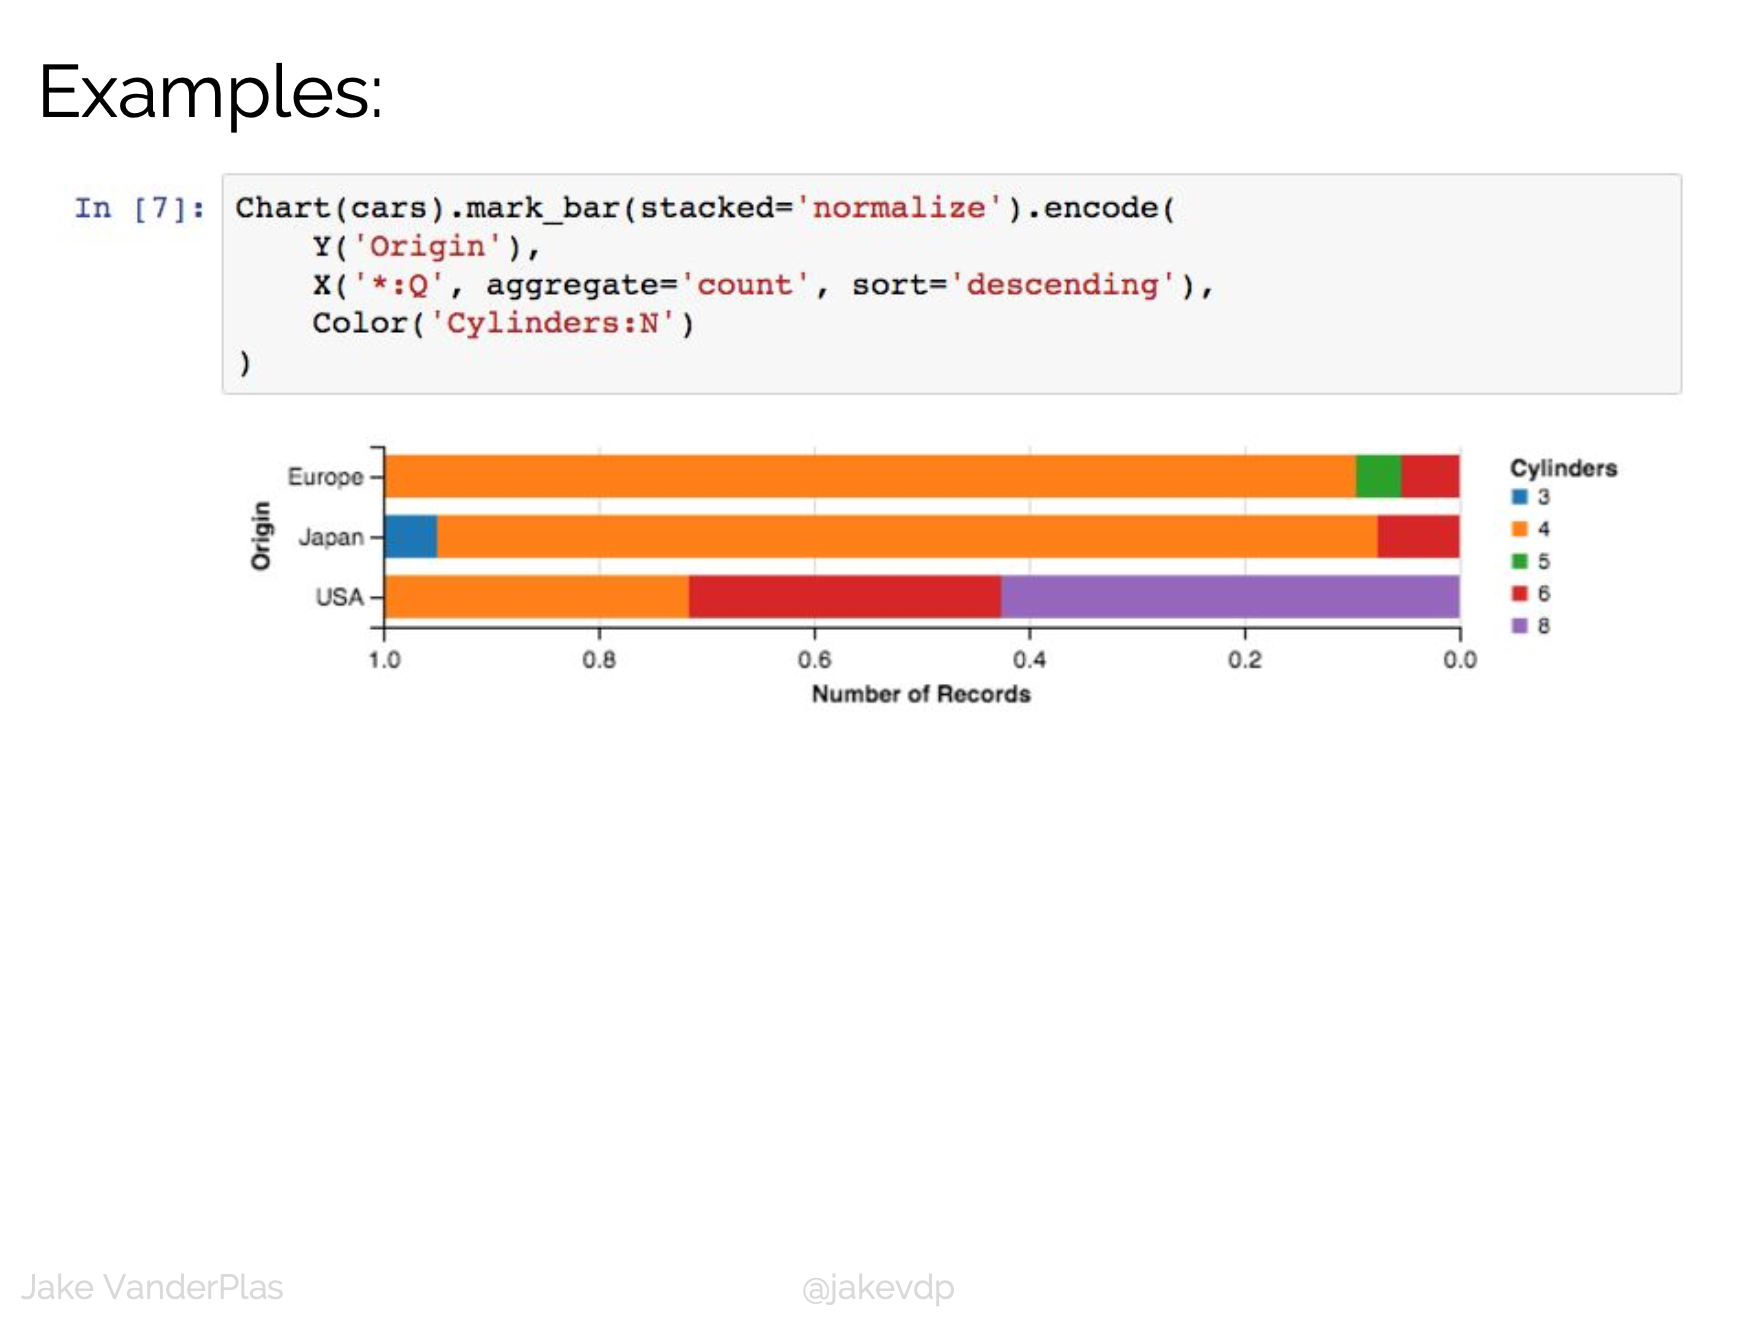 Examples:
In [7]: Chart(cars).mark_bar(stacked='normalize').encode(
    Y('Origin'),
    X('*:Q', aggregate='count', sort='descending'),
    Color('Cylinders:N')
)
Origin
Europe
Japan
USA
1.0 0.8 0.6 0.4 0.2 0.0
Number of Records
Cylinders
3
4
5
6
8
Jake VanderPlas @jakevdp